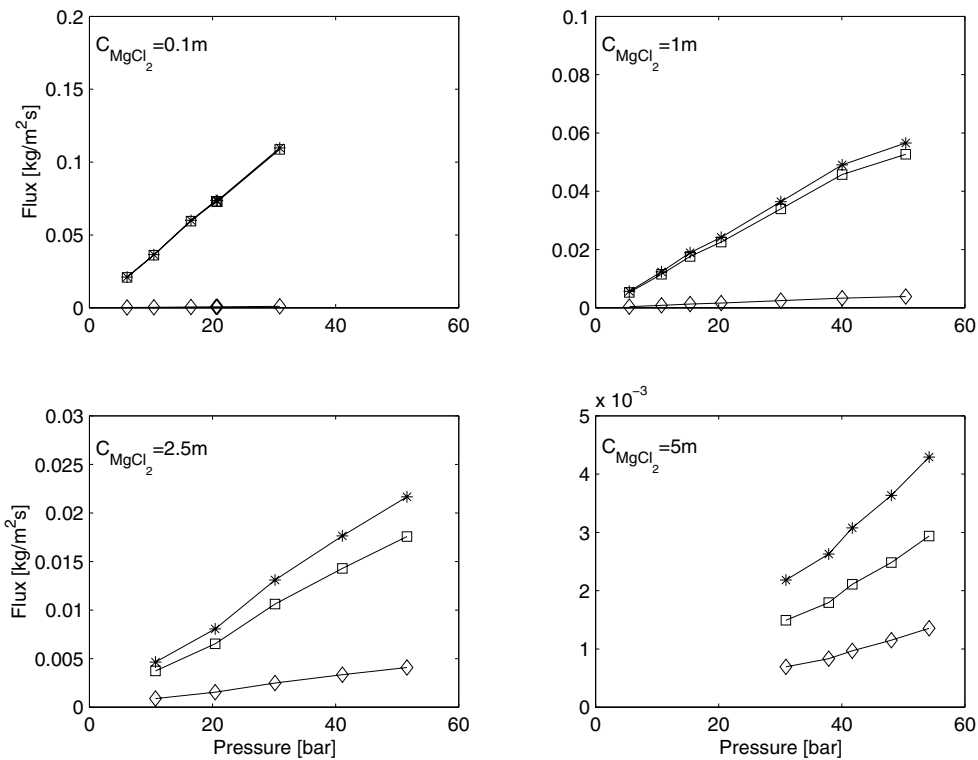 0.2
0.15
0.1
0.05
0
0 20 40 60
Flux [kg/m²s]
C_MgCl₂=0.1m
0.1
0.08
0.06
0.04
0.02
0
0 20 40 60
C_MgCl₂=1m
0.03
0.025
0.02
0.015
0.01
0.005
0
0 20 40 60
Flux [kg/m²s]
Pressure [bar]
C_MgCl₂=2.5m
x 10⁻³
5
4
3
2
1
0
0 20 40 60
Pressure [bar]
C_MgCl₂=5m